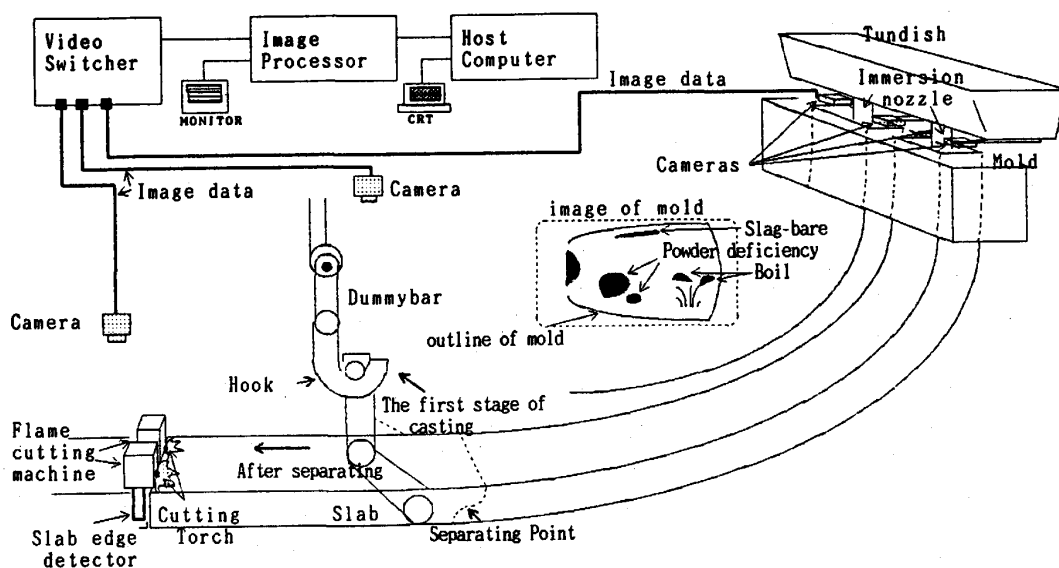 Video
Switcher
Image
Processor
Host
Computer
MONITOR
CRT
Image data
Tundish
Immersion
nozzle
Cameras
Mold
Image data
Camera
image of mold
Slag-bare
Powder deficiency
Boil
outline of mold
Camera
Dummybar
Hook
The first stage of
casting
Flame
cutting
machine
After separating
Cutting
Torch
Slab
Separating Point
Slab edge
detector